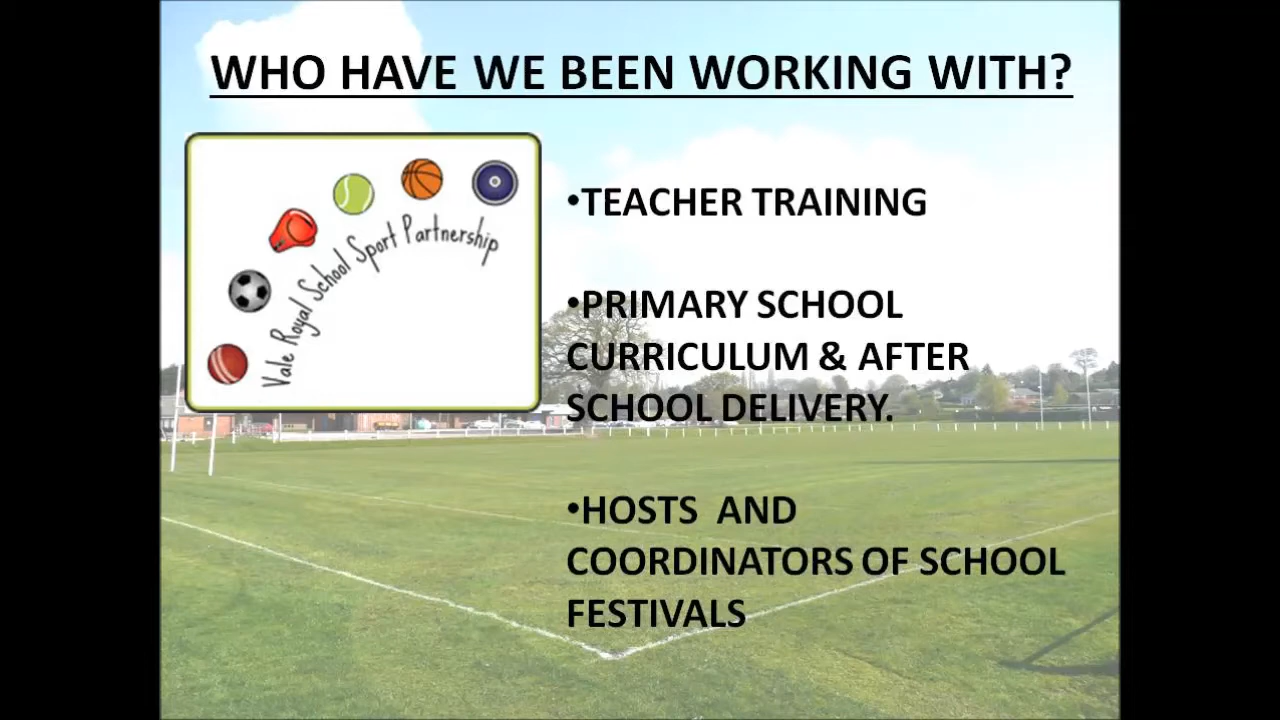 WHO HAVE WE BEEN WORKING WITH?
Vale Royal School Sport Partnership
•TEACHER TRAINING
•PRIMARY SCHOOL
CURRICULUM & AFTER
SCHOOL DELIVERY.
•HOSTS AND
COORDINATORS OF SCHOOL
FESTIVALS